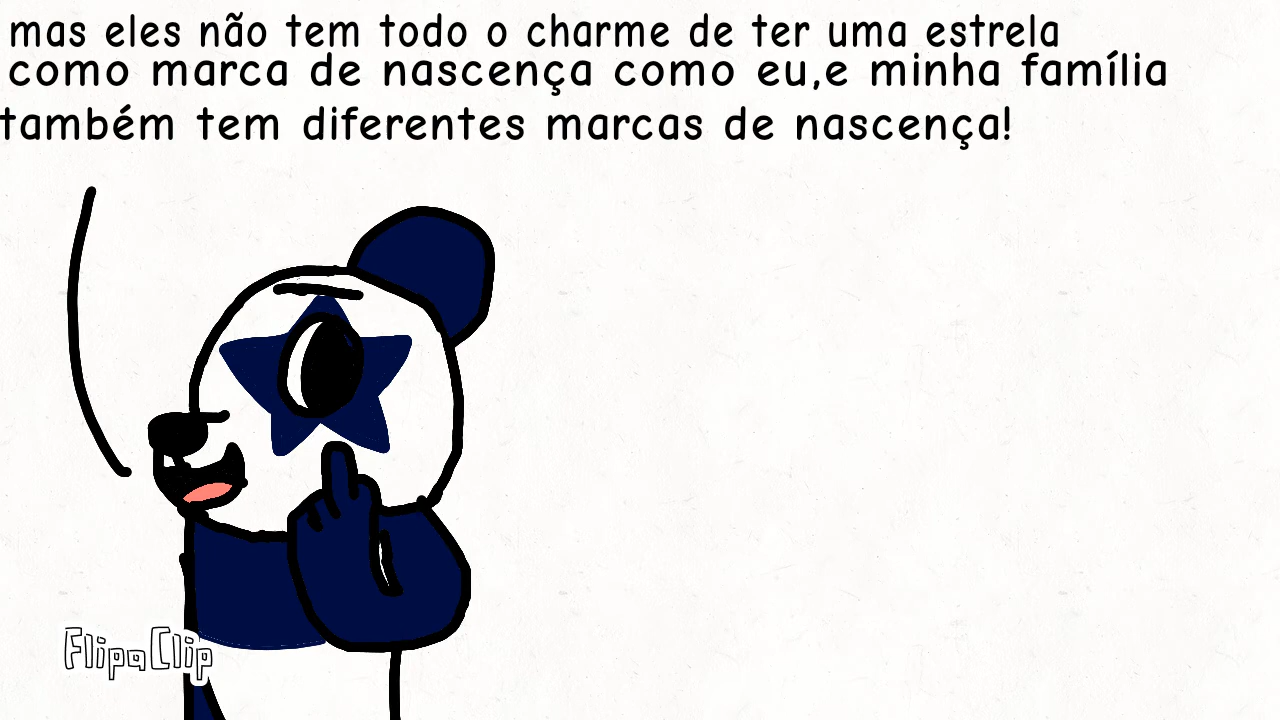 mas eles não tem todo o charme de ter uma estrela
como marca de nascença como eu,e minha família
também tem diferentes marcas de nascença!
FlipaClip